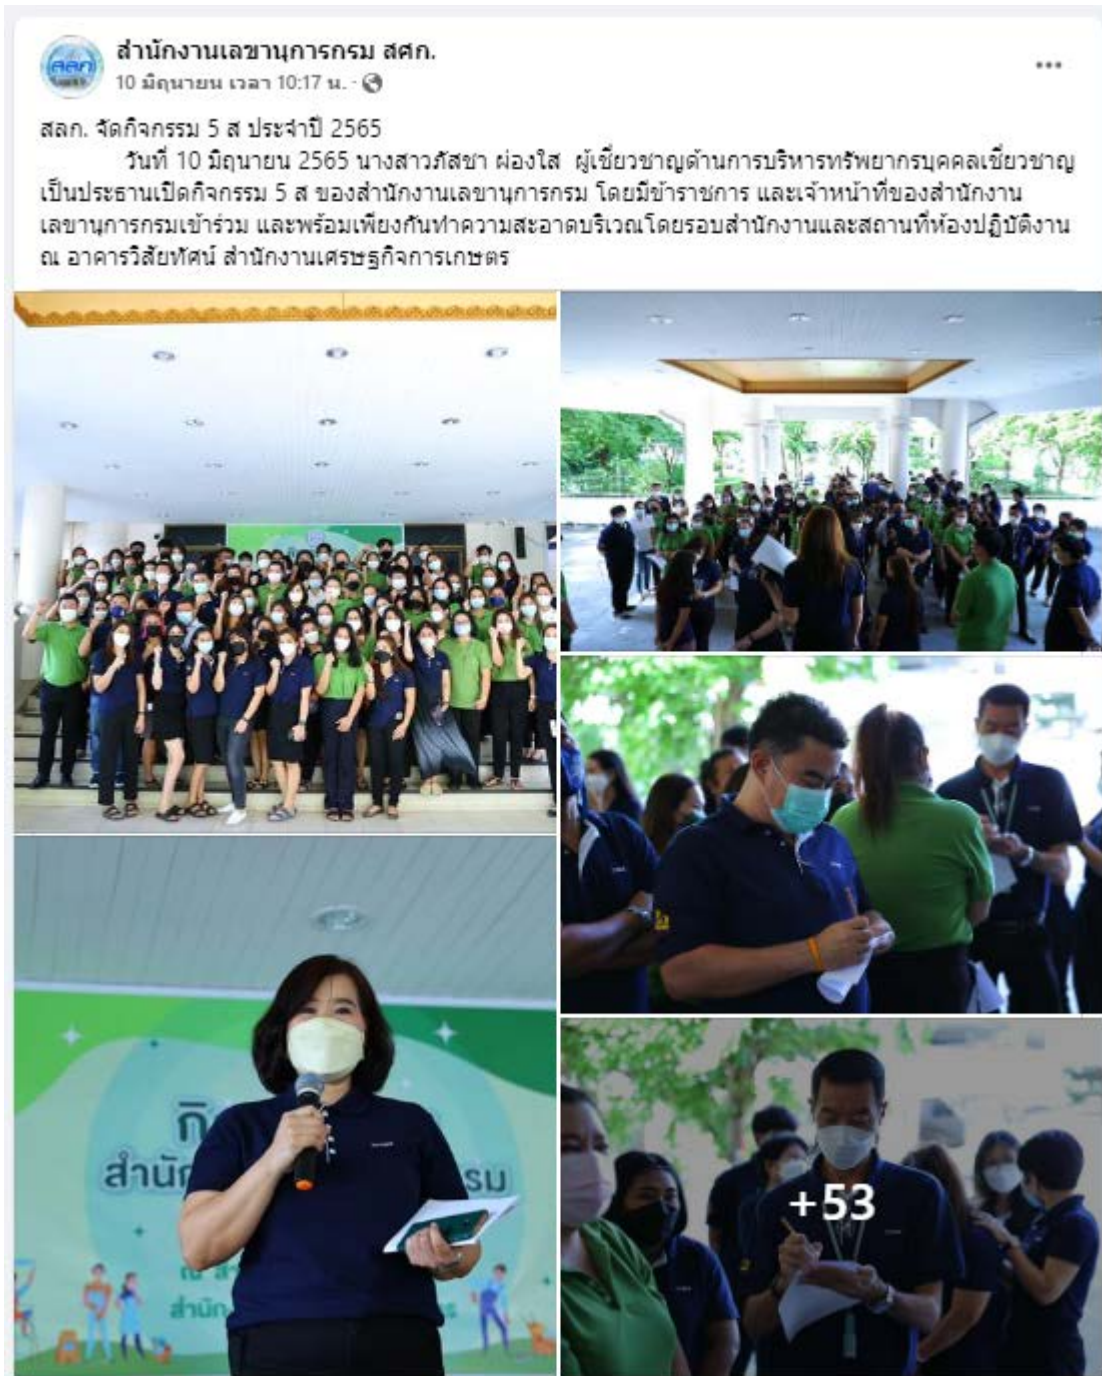 สำนักงานเลขานุการกรม สศก.
10 มิถุนายน เวลา 10:17 น. ·
สลก. จัดกิจกรรม 5 ส ประจำปี 2565
วันที่ 10 มิถุนายน 2565 นางสาวภัสชา ผ่องใส ผู้เชี่ยวชาญด้านการบริหารทรัพยากรบุคคลเชี่ยวชาญ
เป็นประธานเปิดกิจกรรม 5 ส ของสำนักงานเลขานุการกรม โดยมีข้าราชการ และเจ้าหน้าที่ของสำนักงาน
เลขานุการกรมเข้าร่วม และพร้อมเพียงกันทำความสะอาดบริเวณโดยรอบสำนักงานและสถานที่ห้องปฏิบัติงาน
ณ อาคารวิสัยทัศน์ สำนักงานเศรษฐกิจการเกษตร
+53